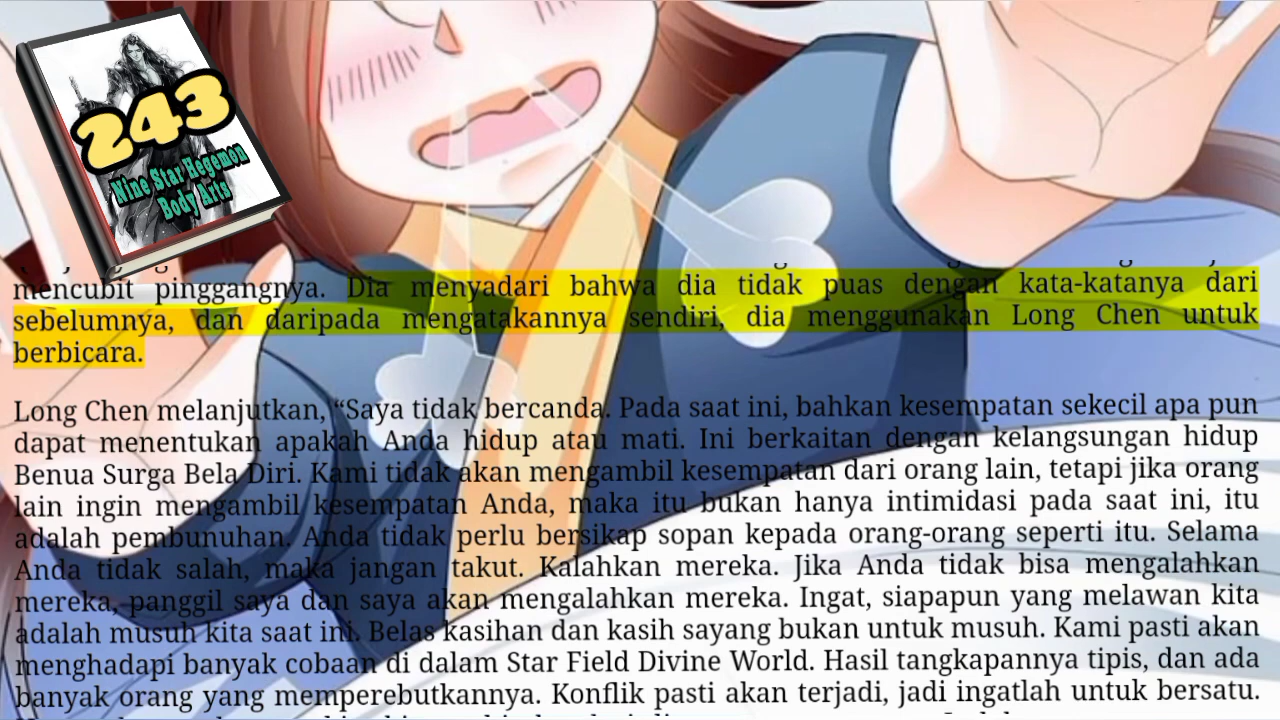 243
Nine Star Hegemon
Body Arts
mencubit pinggangnya. Dia menyadari bahwa dia tidak puas dengan kata-katanya dari
sebelumnya, dan daripada mengatakannya sendiri, dia menggunakan Long Chen untuk
berbicara.
Long Chen melanjutkan, “Saya tidak bercanda. Pada saat ini, bahkan kesempatan sekecil apa pun
dapat menentukan apakah Anda hidup atau mati. Ini berkaitan dengan kelangsungan hidup
Benua Surga Bela Diri. Kami tidak akan mengambil kesempatan dari orang lain, tetapi jika orang
lain ingin mengambil kesempatan Anda, maka itu bukan hanya intimidasi pada saat ini, itu
adalah pembunuhan. Anda tidak perlu bersikap sopan kepada orang-orang seperti itu. Selama
Anda tidak salah, maka jangan takut. Kalahkan mereka. Jika Anda tidak bisa mengalahkan
mereka, panggil saya dan saya akan mengalahkan mereka. Ingat, siapapun yang melawan kita
adalah musuh kita saat ini. Belas kasihan dan kasih sayang bukan untuk musuh. Kami pasti akan
menghadapi banyak cobaan di dalam Star Field Divine World. Hasil tangkapannya tipis, dan ada
banyak orang yang memperebutkannya. Konflik pasti akan terjadi, jadi ingatlah untuk bersatu.